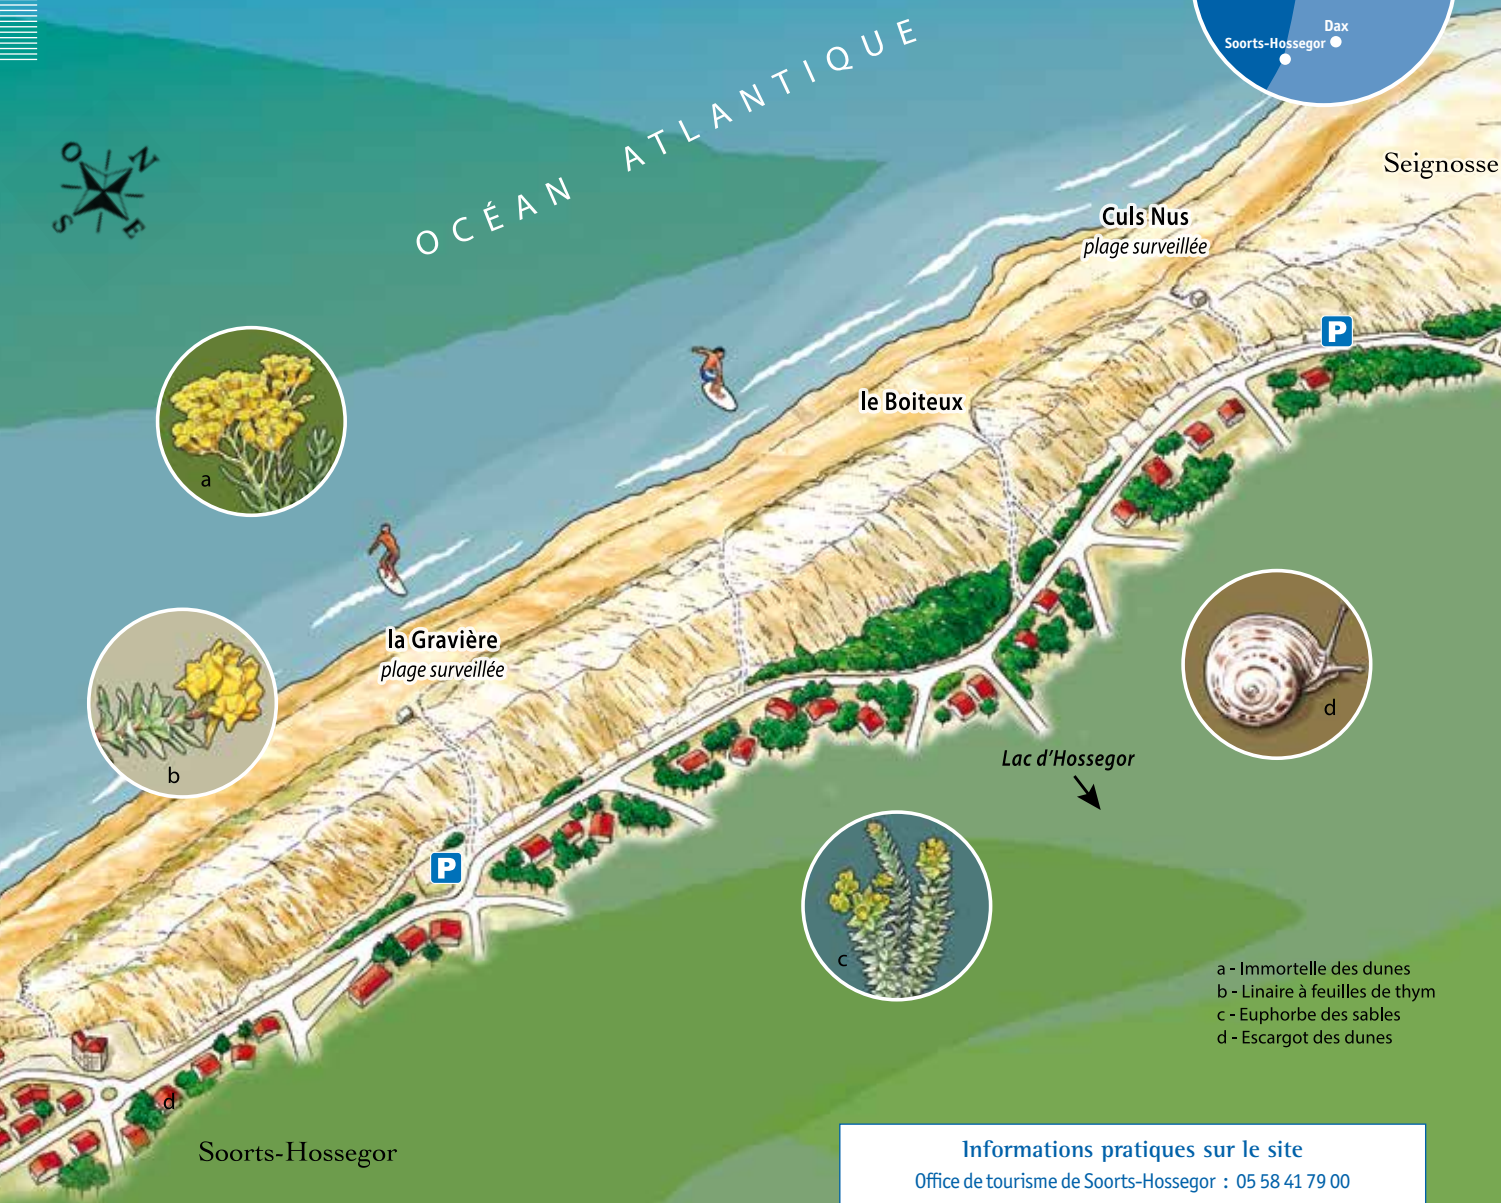 Dax
Soorts-Hossegor
OCÉAN ATLANTIQUE
O
N
S
E
Seignosse
Culs Nus
plage surveillée
P
le Boiteux
a
la Gravière
plage surveillée
b
d
Lac d'Hossegor
P
c
a - Immortelle des dunes
b - Linaire à feuilles de thym
c - Euphorbe des sables
d - Escargot des dunes
d
Soorts-Hossegor
Informations pratiques sur le site
Office de tourisme de Soorts-Hossegor : 05 58 41 79 00